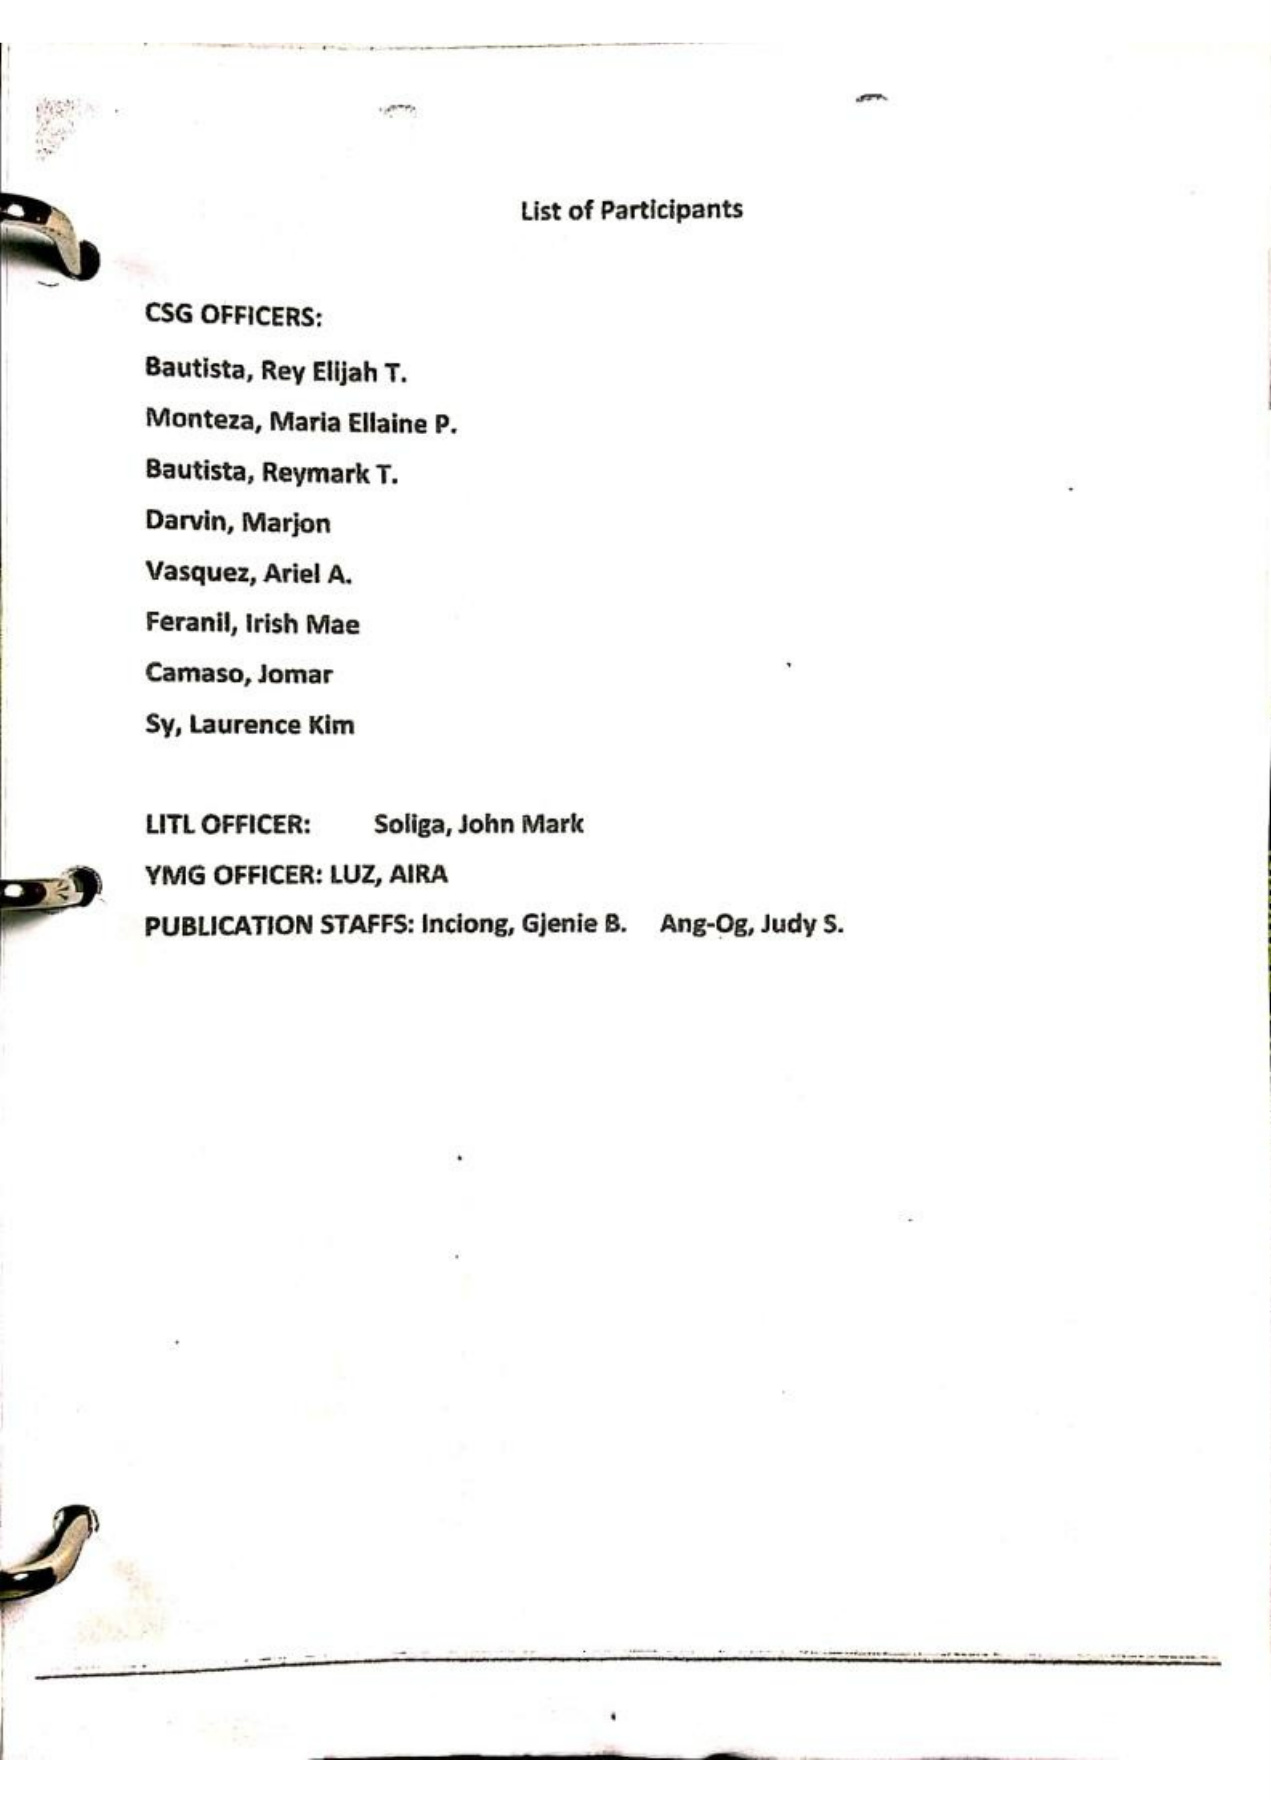 List of Participants
CSG OFFICERS:
Bautista, Rey Elijah T.
Monteza, Maria Ellaine P.
Bautista, Reymark T.
Darvin, Marjon
Vasquez, Ariel A.
Feranil, Irish Mae
Camaso, Jomar
Sy, Laurence Kim
LITL OFFICER: Soliga, John Mark
YMG OFFICER: LUZ, AIRA
PUBLICATION STAFFS: Inciong, Gjenie B. Ang-Og, Judy S.